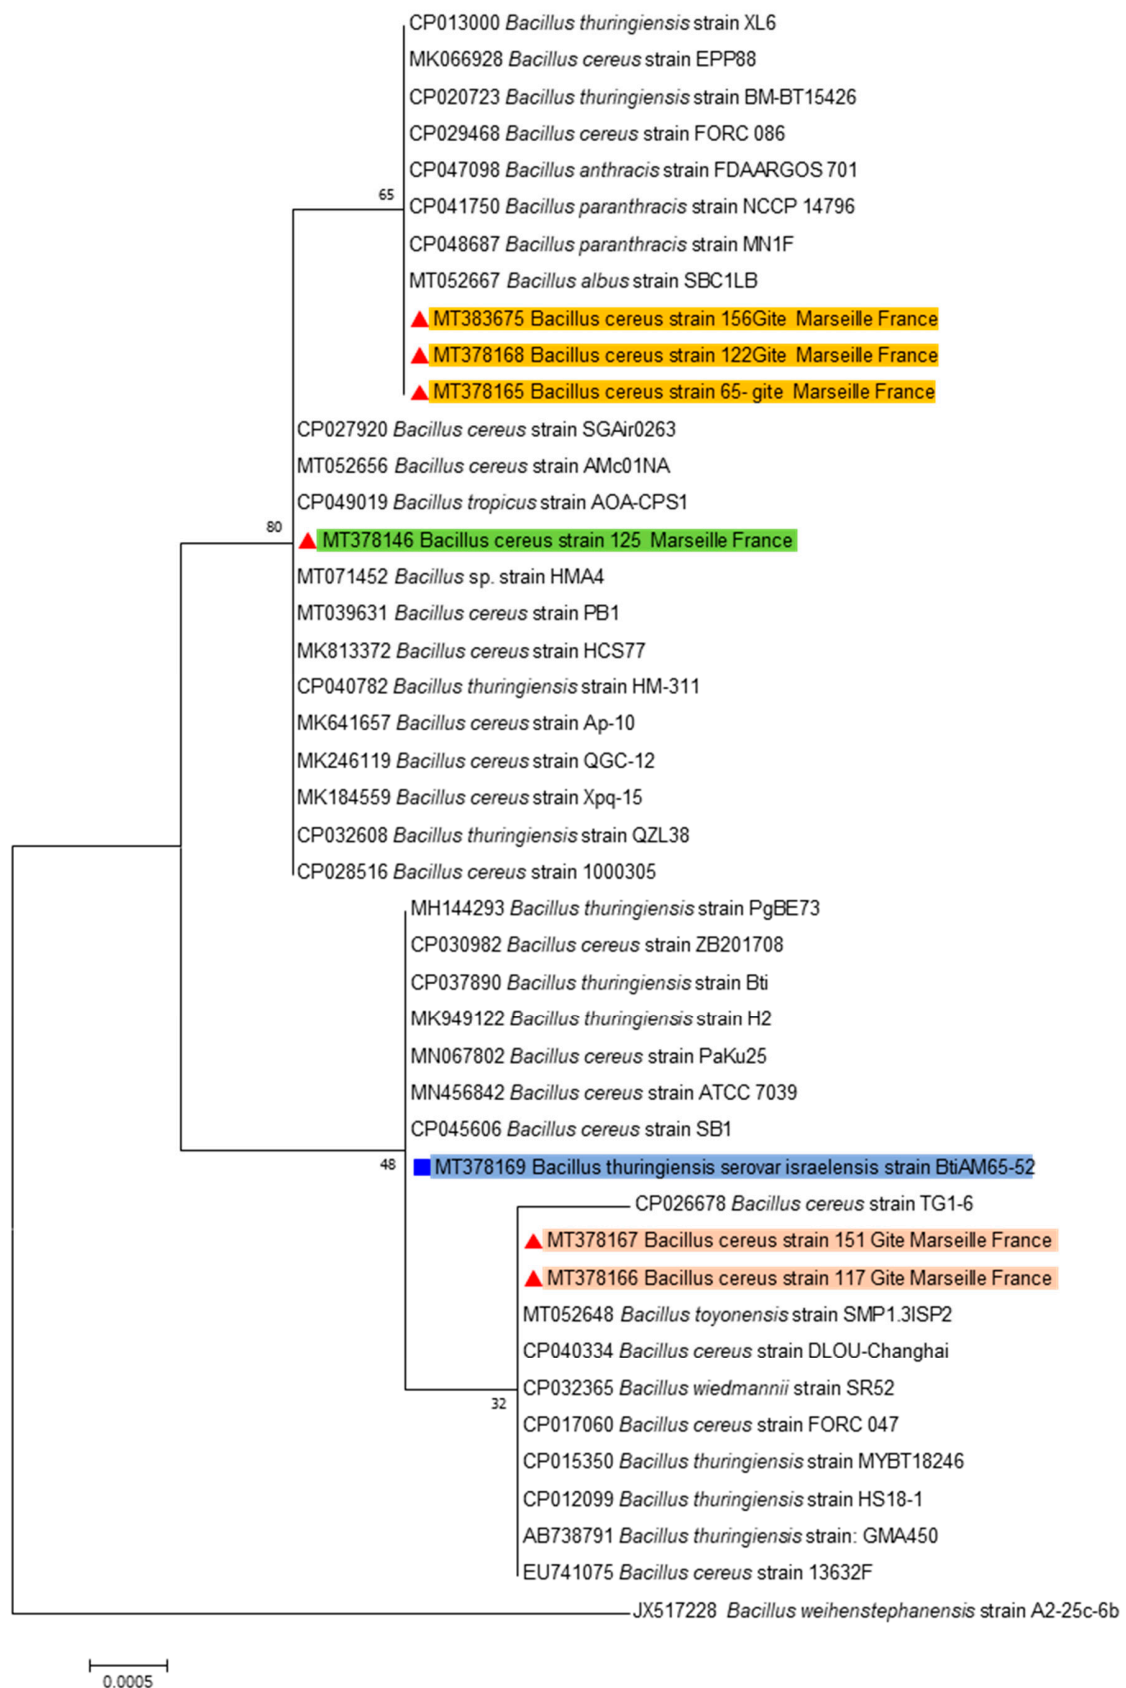 CP013000 Bacillus thuringiensis strain XL6
MK066928 Bacillus cereus strain EPP88
CP020723 Bacillus thuringiensis strain BM-BT15426
CP029468 Bacillus cereus strain FORC 086
CP047098 Bacillus anthracis strain FDAARGOS 701
65
CP041750 Bacillus paranthracis strain NCCP 14796
CP048687 Bacillus paranthracis strain MN1F
MT052667 Bacillus albus strain SBC1LB
MT383675 Bacillus cereus strain 156Gite Marseille France
MT378168 Bacillus cereus strain 122Gite Marseille France
MT378165 Bacillus cereus strain 65- gite Marseille France
CP027920 Bacillus cereus strain SGAir0263
MT052656 Bacillus cereus strain AMc01NA
CP049019 Bacillus tropicus strain AOA-CPS1
80
MT378146 Bacillus cereus strain 125 Marseille France
MT071452 Bacillus sp. strain HMA4
MT039631 Bacillus cereus strain PB1
MK813372 Bacillus cereus strain HCS77
CP040782 Bacillus thuringiensis strain HM-311
MK641657 Bacillus cereus strain Ap-10
MK246119 Bacillus cereus strain QGC-12
MK184559 Bacillus cereus strain Xpq-15
CP032608 Bacillus thuringiensis strain QZL38
CP028516 Bacillus cereus strain 1000305
MH144293 Bacillus thuringiensis strain PgBE73
CP030982 Bacillus cereus strain ZB201708
CP037890 Bacillus thuringiensis strain Bti
MK949122 Bacillus thuringiensis strain H2
MN067802 Bacillus cereus strain PaKu25
MN456842 Bacillus cereus strain ATCC 7039
CP045606 Bacillus cereus strain SB1
48
MT378169 Bacillus thuringiensis serovar israelensis strain BtiAM65-52
CP026678 Bacillus cereus strain TG1-6
MT378167 Bacillus cereus strain 151 Gite Marseille France
MT378166 Bacillus cereus strain 117 Gite Marseille France
MT052648 Bacillus toyonensis strain SMP1.3ISP2
CP040334 Bacillus cereus strain DLOU-Changhai
CP032365 Bacillus wiedmannii strain SR52
32
CP017060 Bacillus cereus strain FORC 047
CP015350 Bacillus thuringiensis strain MYBT18246
CP012099 Bacillus thuringiensis strain HS18-1
AB738791 Bacillus thuringiensis strain: GMA450
EU741075 Bacillus cereus strain 13632F
JX517228 Bacillus weihenstephanensis strain A2-25c-6b
0.0005